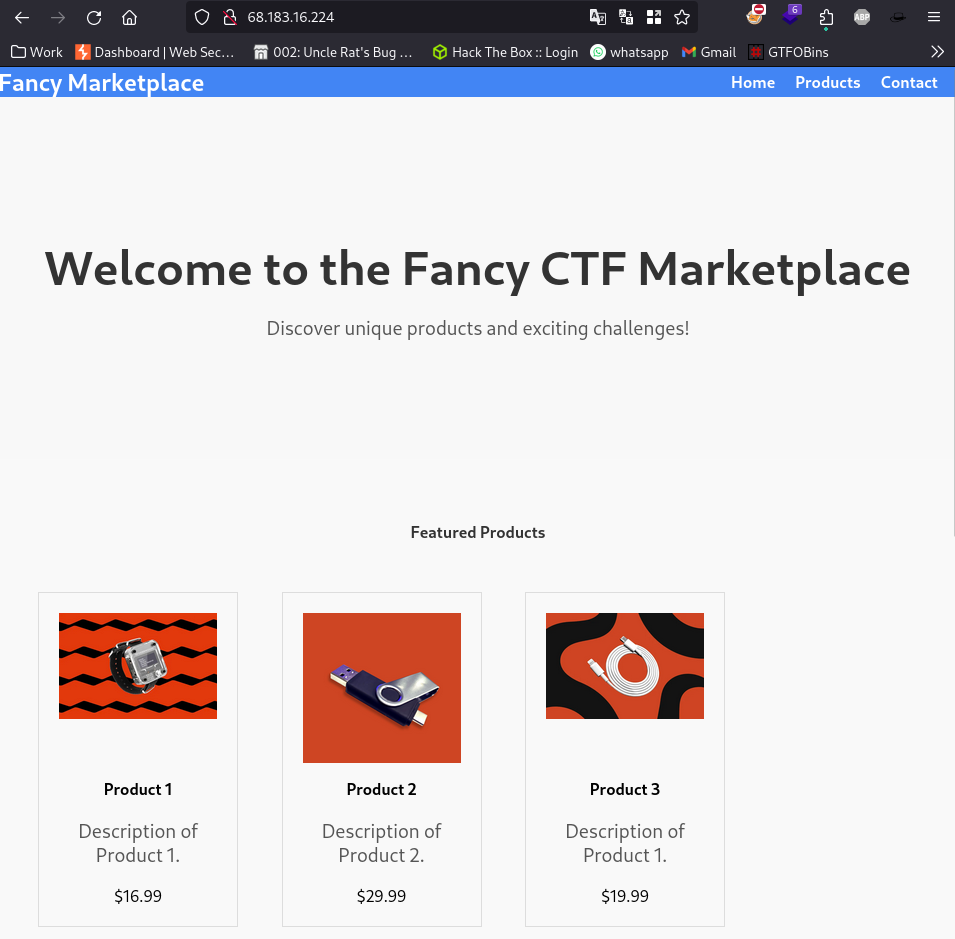 68.183.16.224
6
ABP
Work Dashboard | Web Sec… 002: Uncle Rat's Bug … Hack The Box :: Login whatsapp Gmail GTFOBins
Fancy Marketplace Home Products Contact
Welcome to the Fancy CTF Marketplace
Discover unique products and exciting challenges!
Featured Products
Product 1 Product 2 Product 3
Description of Description of Description of
Product 1. Product 2. Product 1.
$16.99 $29.99 $19.99